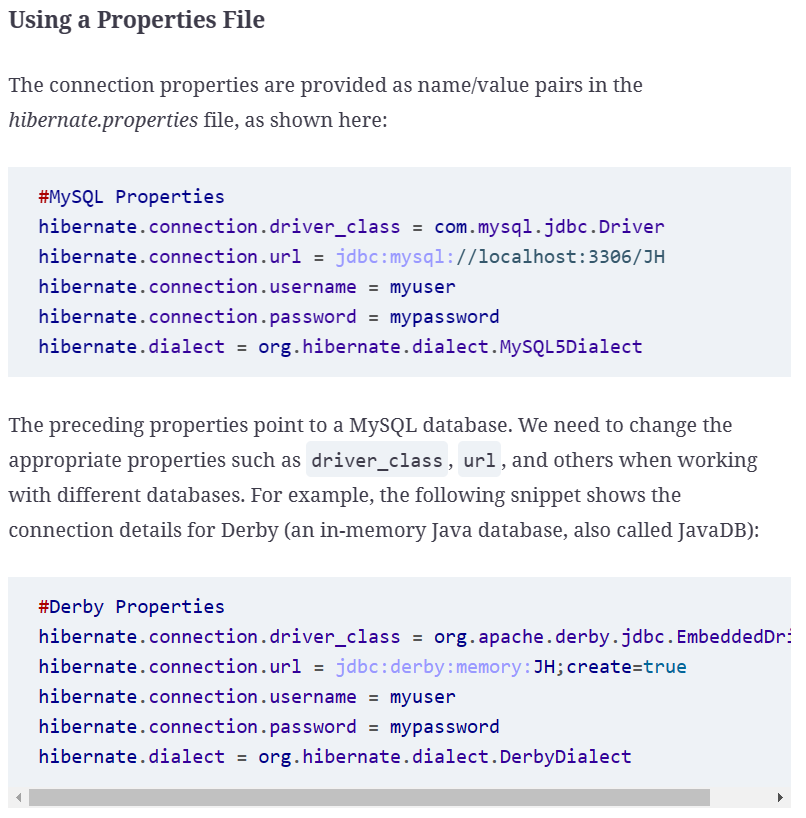 Using a Properties File
The connection properties are provided as name/value pairs in the
hibernate.properties file, as shown here:
#MySQL Properties
hibernate.connection.driver_class = com.mysql.jdbc.Driver
hibernate.connection.url = jdbc:mysql://localhost:3306/JH
hibernate.connection.username = myuser
hibernate.connection.password = mypassword
hibernate.dialect = org.hibernate.dialect.MySQL5Dialect
The preceding properties point to a MySQL database. We need to change the
appropriate properties such as driver_class, url, and others when working
with different databases. For example, the following snippet shows the
connection details for Derby (an in-memory Java database, also called JavaDB):
#Derby Properties
hibernate.connection.driver_class = org.apache.derby.jdbc.EmbeddedDri
hibernate.connection.url = jdbc:derby:memory:JH;create=true
hibernate.connection.username = myuser
hibernate.connection.password = mypassword
hibernate.dialect = org.hibernate.dialect.DerbyDialect